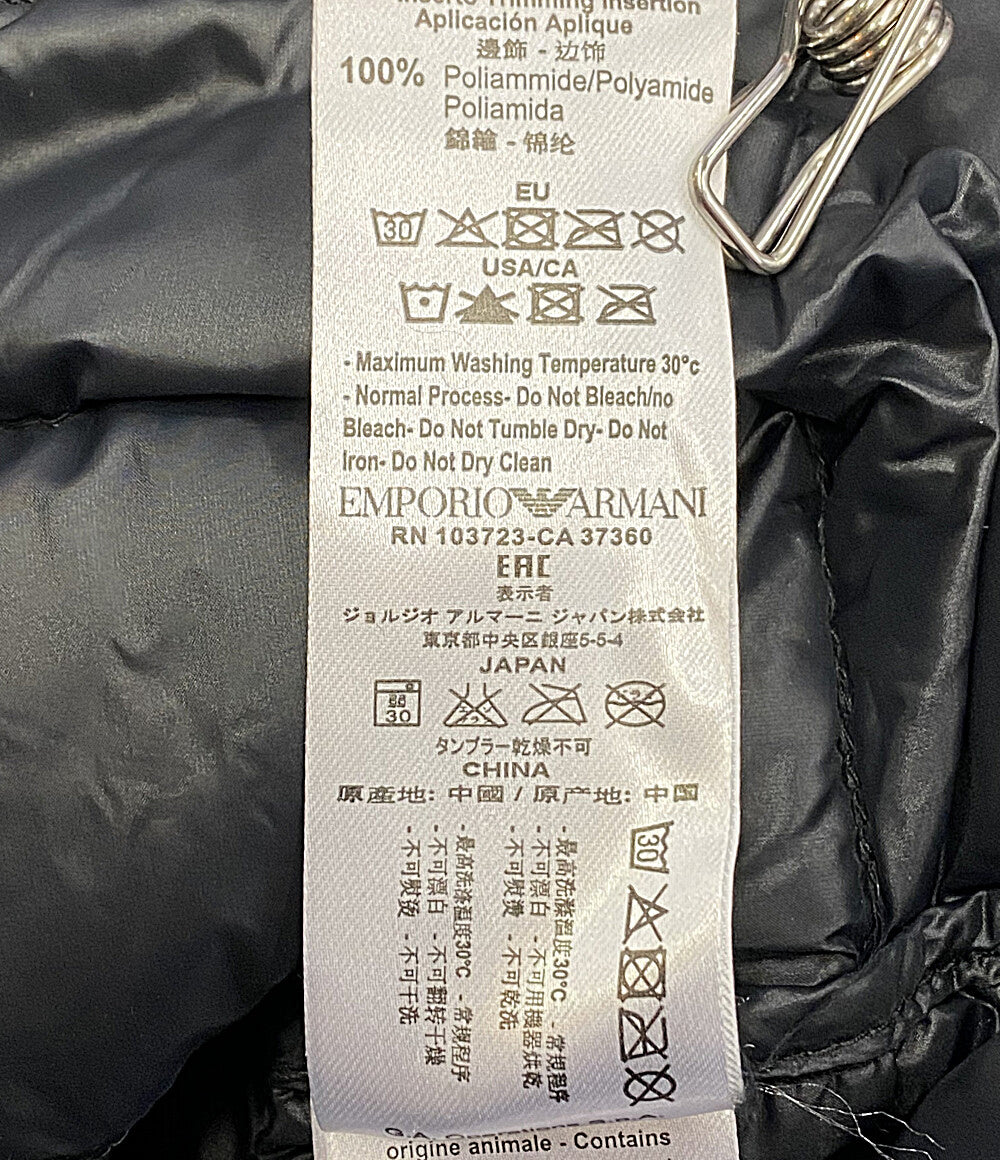 Inserto Trimming Insertion
Aplicación Aplique
邊飾 - 边饰
100% Poliammide/Polyamide
Poliamida
錦綸 - 锦纶
EU
30
USA/CA
- Maximum Washing Temperature 30°c
- Normal Process- Do Not Bleach/no
Bleach- Do Not Tumble Dry- Do Not
Iron- Do Not Dry Clean
EMPORIO ARMANI
RN 103723-CA 37360
EAC
表示者
ジョルジオ アルマーニ ジャパン株式会社
東京都中央区銀座5-5-4
JAPAN
30
タンブラー乾燥不可
CHINA
原產地: 中國 / 原产地: 中国
30
- 最高洗滌溫度30°C - 常規程序
- 不可漂白 - 不可用機器烘乾
- 不可熨燙 - 不可乾洗
- 最高洗涤温度30°C - 常规程序
- 不可漂白 - 不可翻转干燥
- 不可熨烫 - 不可干洗
origine animale - Contains